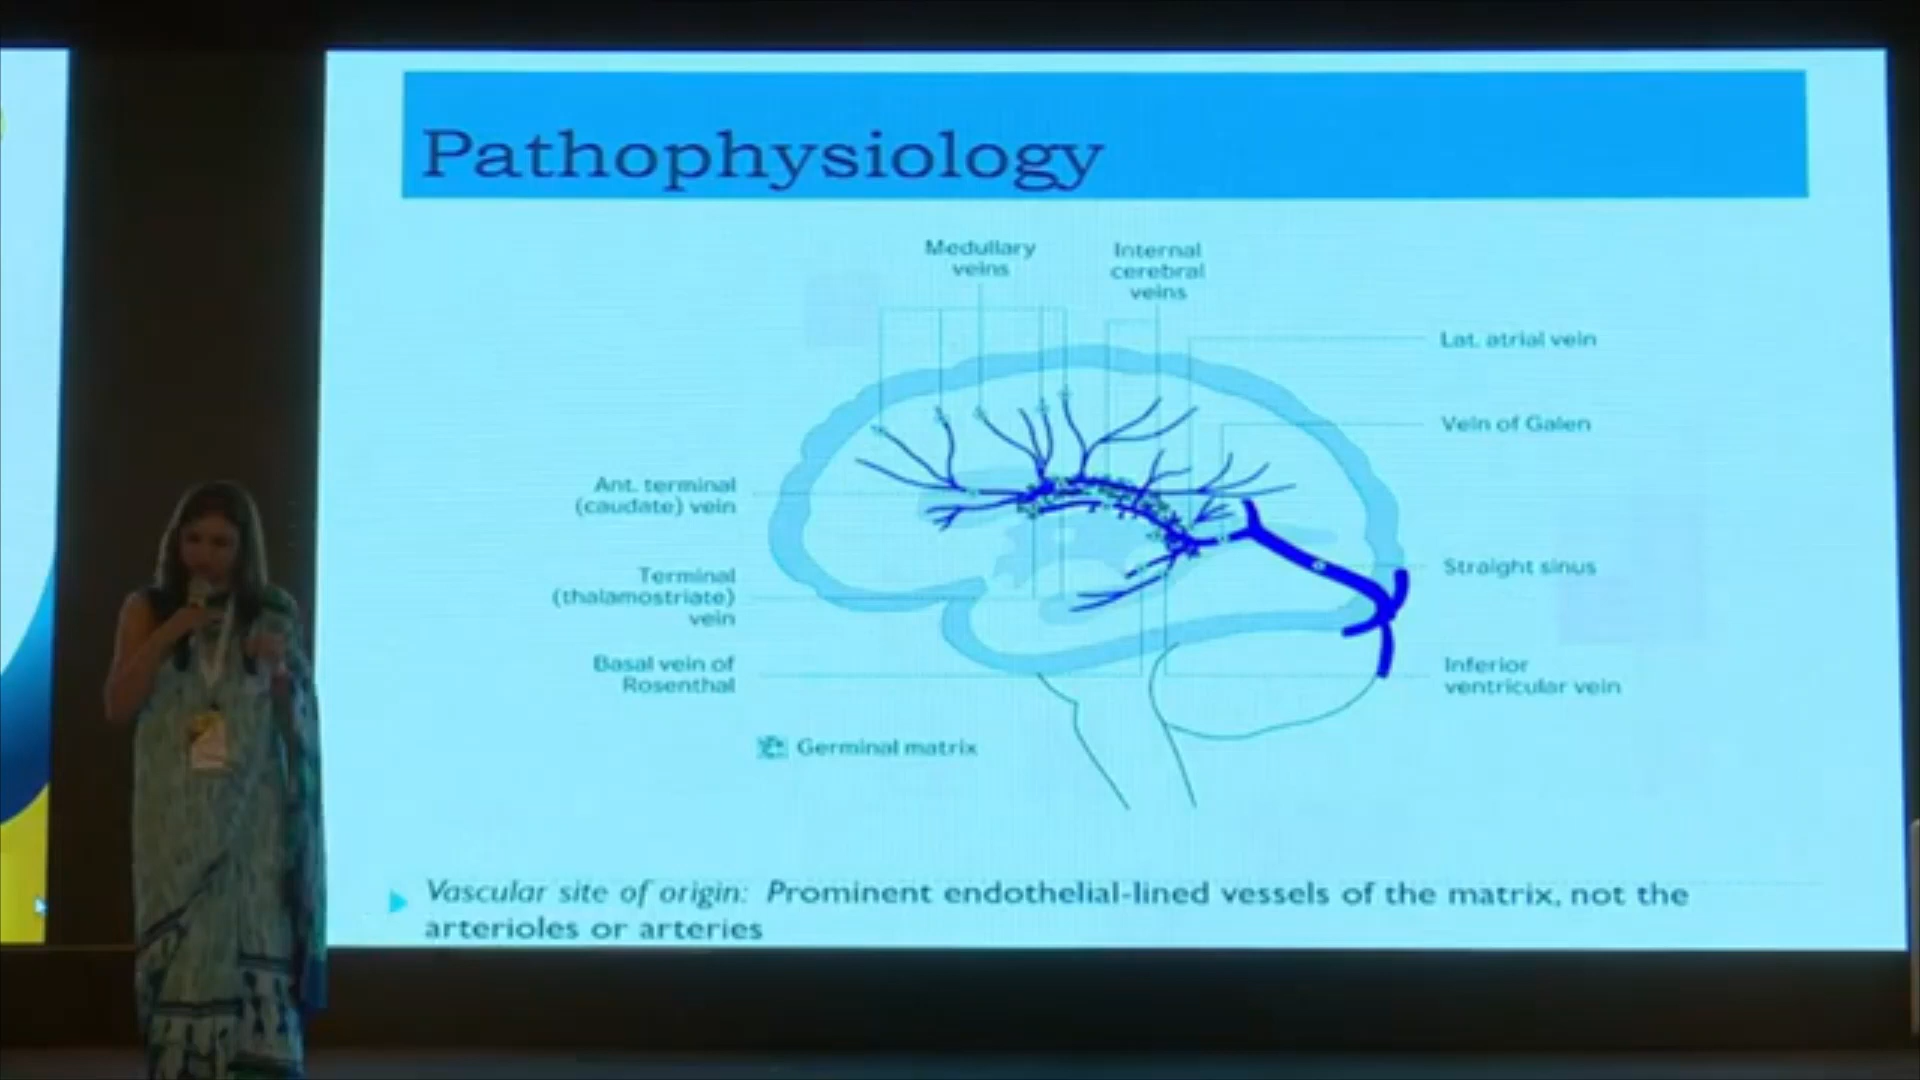 Pathophysiology
Medullary
veins
Internal
cerebral
veins
Lat. atrial vein
Vein of Galen
Ant. terminal
(caudate) vein
Terminal
(thalamostriate)
vein
Straight sinus
Basal vein of
Rosenthal
Inferior
ventricular vein
Germinal matrix
Vascular site of origin: Prominent endothelial-lined vessels of the matrix, not the
arterioles or arteries